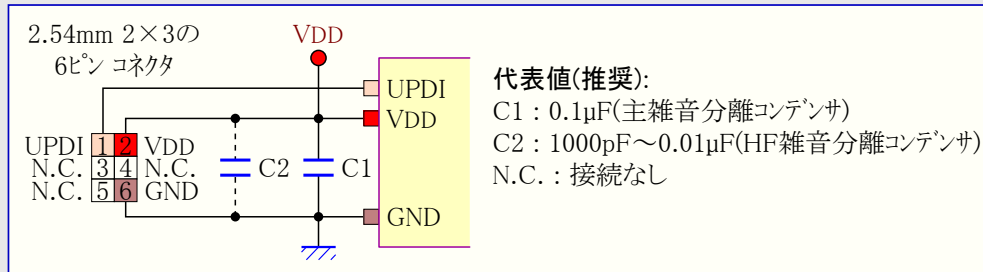 2.54mm 2×3の
6ピン コネクタ
VDD
UPDI
VDD
UPDI 1 2 VDD
N.C. 3 4 N.C.
N.C. 5 6 GND
C2
C1
GND
代表値(推奨):
C1 : 0.1µF(主雑音分離コンデンサ)
C2 : 1000pF～0.01µF(HF雑音分離コンデンサ)
N.C. : 接続なし